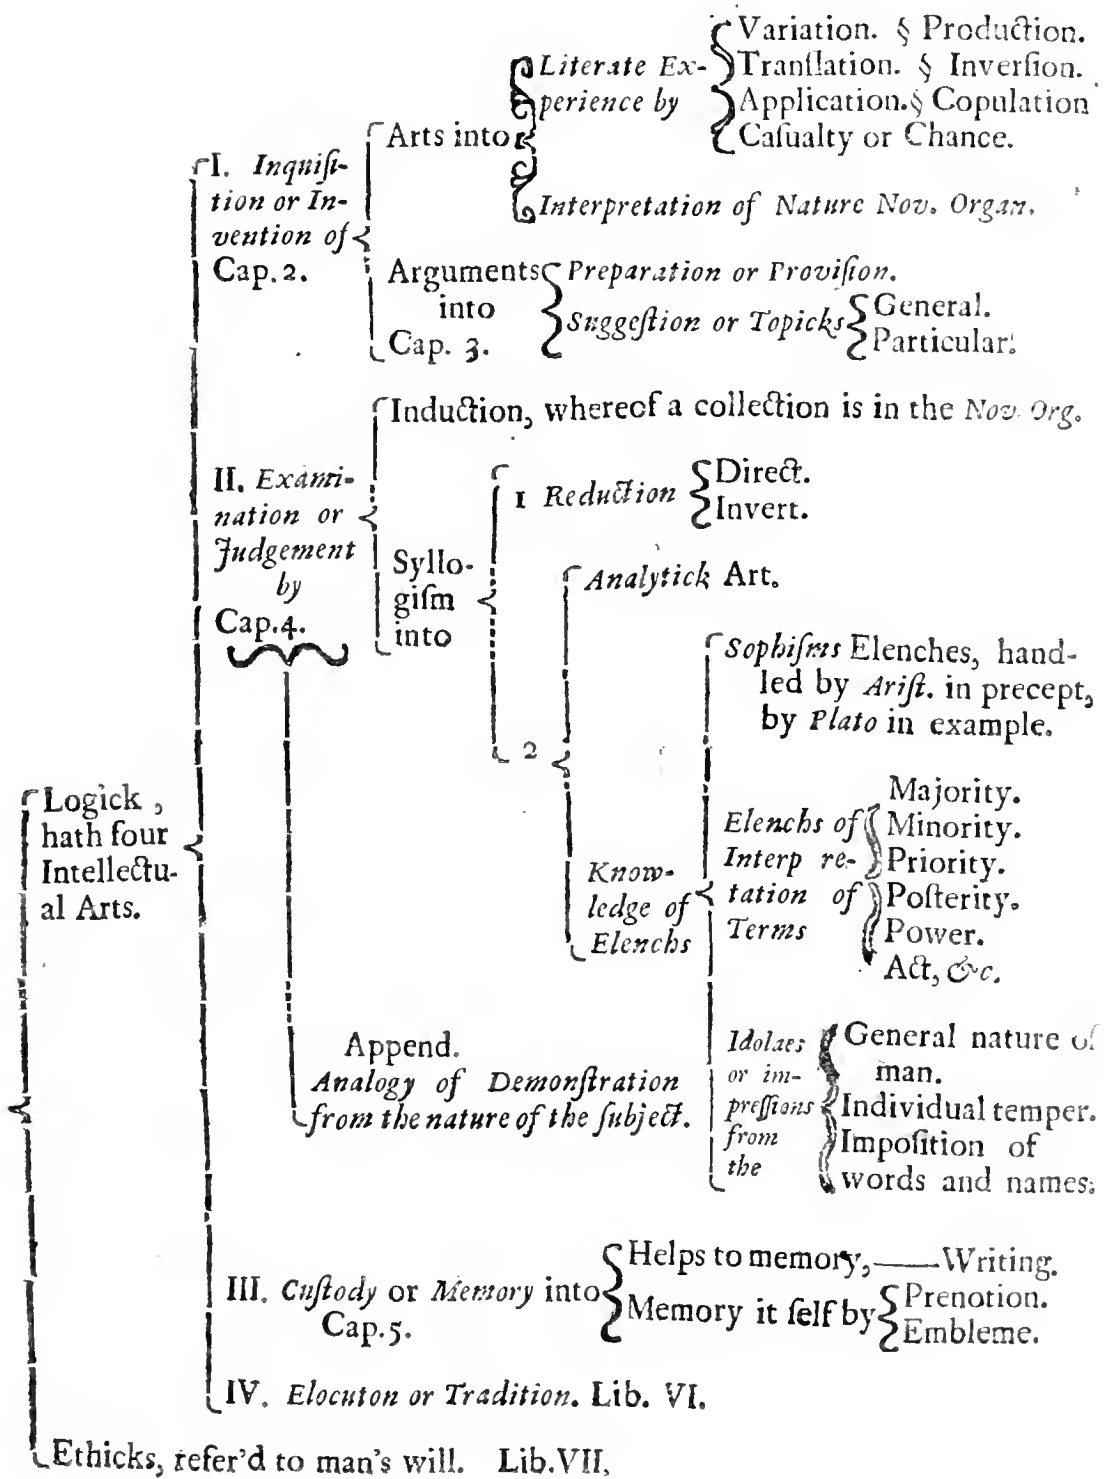 Variation. § Production.
Literate Ex- Tranſlation. § Inverſion.
perience by Application.§ Copulation
Arts into Caſualty or Chance.
I. Inquiſi-
tion or In- Interpretation of Nature Nov. Organ.
vention of
Cap.2. Arguments Preparation or Proviſion.
into Suggeſtion or Topicks General.
Cap. 3. Particular.
Induction, whereof a collection is in the Nov. Org.
II. Exami- 1 Reduction Direct.
nation or Invert.
Judgement Syllo- Analytick Art.
by giſm
Cap.4. into
Sophiſms Elenches, hand-
led by Ariſt. in precept,
by Plato in example.
2
Logick, Majority.
hath four Elenchs of Minority.
Intellectu- Know- Interp re- Priority.
al Arts. ledge of tation of Poſterity.
Elenchs Terms Power.
Act, &c.
Append. Idolaes General nature of
Analogy of Demonſtration or im- man.
from the nature of the ſubject. preſſions Individual temper.
from Impoſition of
the words and names.
Helps to memory,——Writing.
III. Cuſtody or Memory into Memory it ſelf by Prenotion.
Cap.5. Embleme.
IV. Elocuton or Tradition. Lib. VI.
Ethicks, refer'd to man's will. Lib.VII,